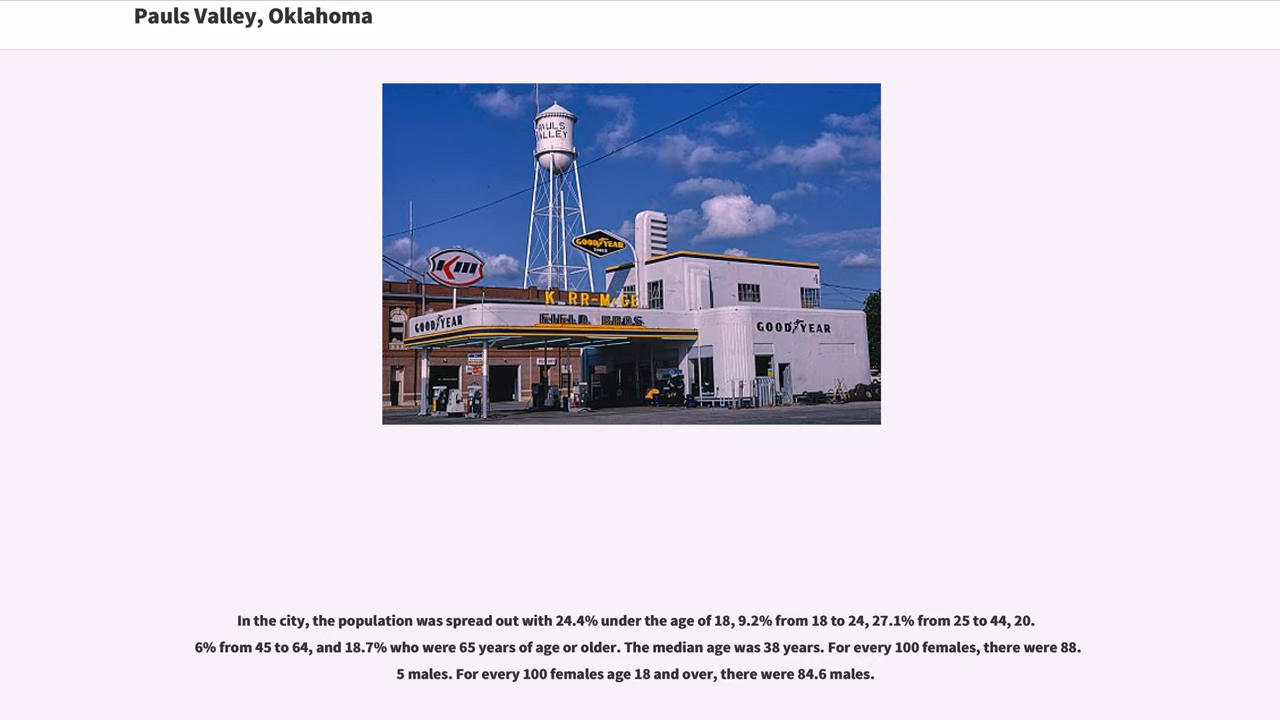 Pauls Valley, Oklahoma
PAULS
VALLEY
GOODYEAR
TIRES
KM
K RR-M GE
GOODYEAR
FIELD BROS
GOODYEAR
In the city, the population was spread out with 24.4% under the age of 18, 9.2% from 18 to 24, 27.1% from 25 to 44, 20.
6% from 45 to 64, and 18.7% who were 65 years of age or older. The median age was 38 years. For every 100 females, there were 88.
5 males. For every 100 females age 18 and over, there were 84.6 males.